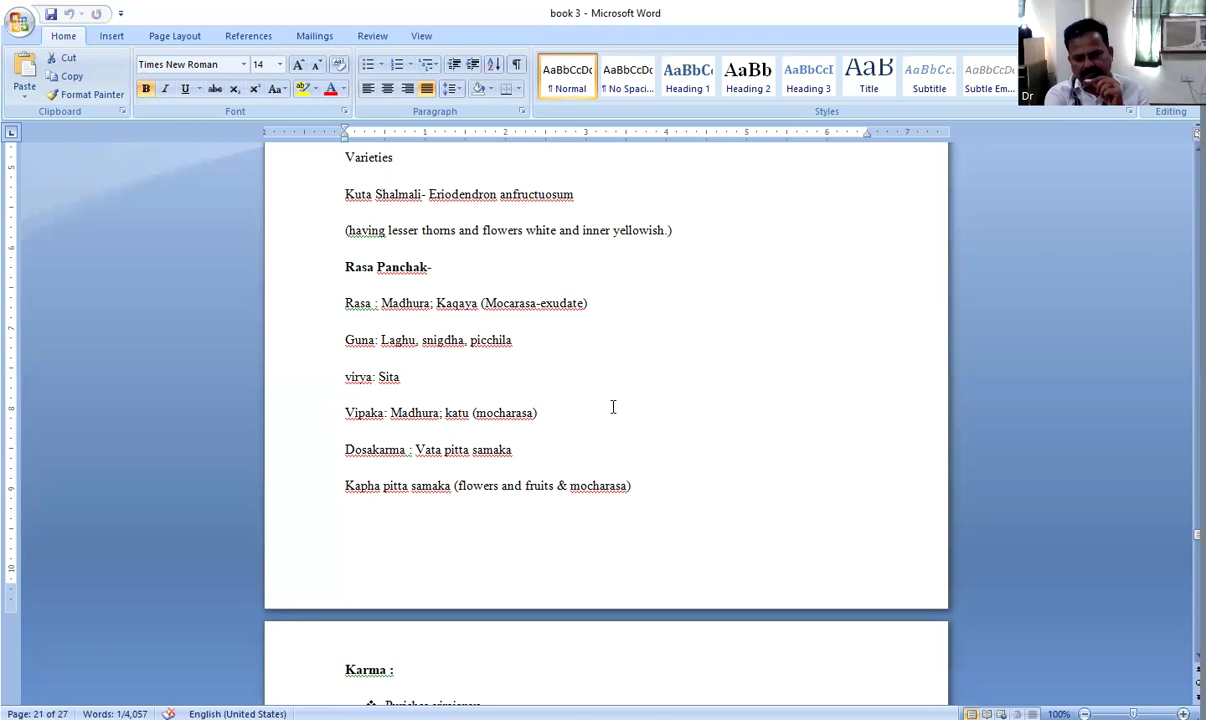 book 3 - Microsoft Word
Home Insert Page Layout References Mailings Review View
Cut
Copy
Format Painter
Paste
Clipboard
Times New Roman 14
Font
Paragraph
AaBbCcDc AaBbCcDc AaBbC AaBb AaBbCcI AaB AaBbCcI AaBbCcDc
¶ Normal ¶ No Spaci... Heading 1 Heading 2 Heading 3 Title Subtitle Subtle Em...
Styles
Editing
Dr
Varieties
Kuta Shalmali- Eriodendron anfructuosum
(having lesser thorns and flowers white and inner yellowish.)
Rasa Panchak-
Rasa : Madhura; Kaqaya (Mocarasa-exudate)
Guna: Laghu, snigdha, picchila
virya: Sita
Vipaka: Madhura; katu (mocharasa)
Dosakarma : Vata pitta samaka
Kapha pitta samaka (flowers and fruits & mocharasa)
Karma :
Page: 21 of 27 Words: 1/4,057 English (United States) 100%